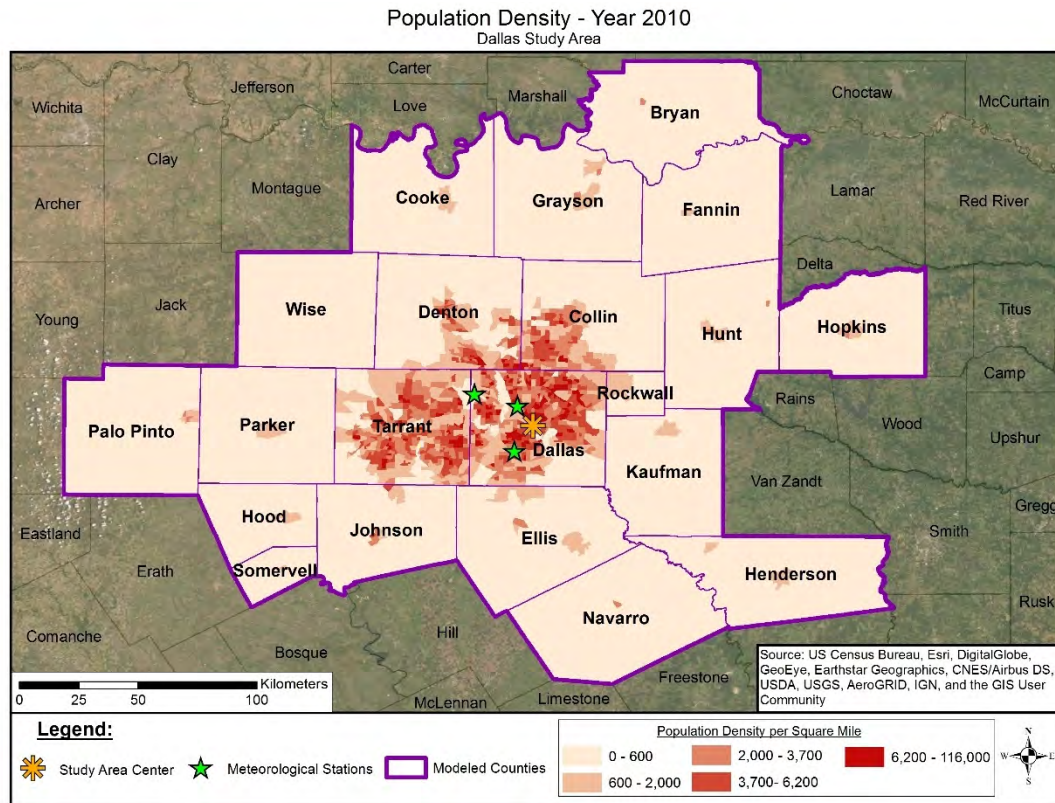 Population Density - Year 2010
Dallas Study Area
Carter
Jefferson
Wichita
Love
Marshall
Choctaw
McCurtain
Bryan
Clay
Montague
Archer
Cooke
Grayson
Fannin
Lamar
Red River
Delta
Jack
Young
Wise
Denton
Collin
Hunt
Hopkins
Titus
Camp
Rockwall
Rains
Wood
Upshur
Palo Pinto
Parker
Tarrant
Dallas
Kaufman
Van Zandt
Gregg
Eastland
Hood
Johnson
Ellis
Smith
Erath
Somervell
Henderson
Rusk
Comanche
Hill
Navarro
Bosque
Freestone
McLennan
Limestone
Source: US Census Bureau, Esri, DigitalGlobe,
GeoEye, Earthstar Geographics, CNES/Airbus DS,
USDA, USGS, AeroGRID, IGN, and the GIS User
Community
Kilometers
0 25 50 100
Legend:
Study Area Center
Meteorological Stations
Modeled Counties
Population Density per Square Mile
0 - 600
2,000 - 3,700
6,200 - 116,000
600 - 2,000
3,700- 6,200
N
W E
S